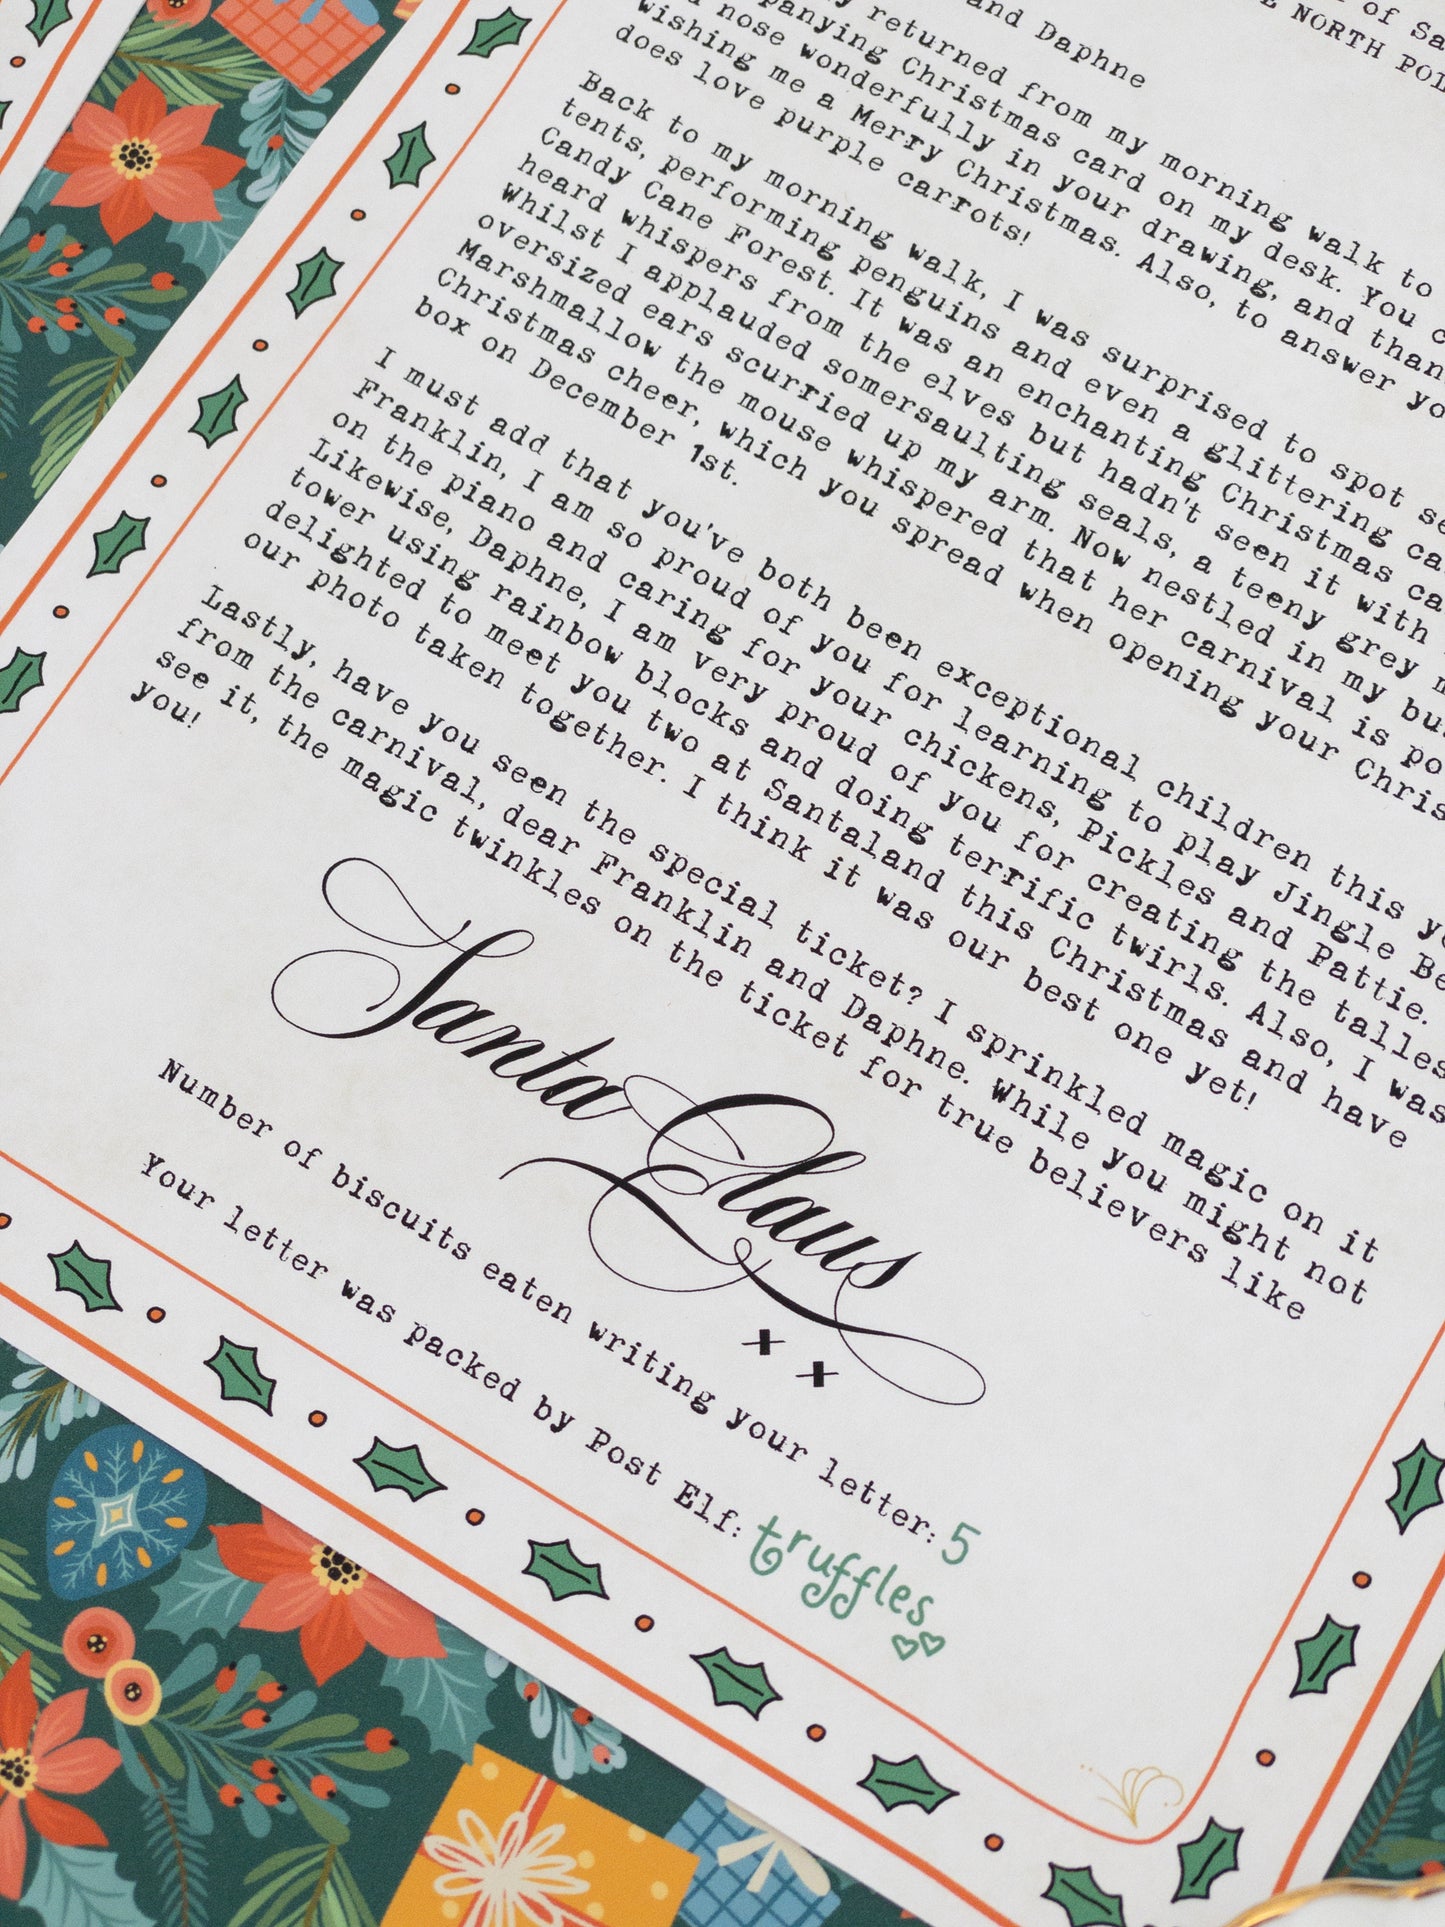 of Sa
E NORTH POL
and Daphne
y returned from my morning walk to
panying Christmas card on my desk. You c
nose wonderfully in your drawing, and than
wishing me a Merry Christmas. Also, to answer yo
does love purple carrots!
Back to my morning walk, I was surprised to spot se
tents, performing penguins and even a glittering ca
Candy Cane Forest. It was an enchanting Christmas ca
heard whispers from the elves but hadn't seen it with
Whilst I applauded somersaulting seals, a teeny grey m
oversized ears scurried up my arm. Now nestled in my bu
Marshmallow the mouse whispered that her carnival is po
Christmas cheer, which you spread when opening your Chris
box on December 1st.
I must add that you've both been exceptional children this ye
Franklin, I am so proud of you for learning to play Jingle Be
on the piano and caring for your chickens, Pickles and Pattie.
Likewise, Daphne, I am very proud of you for creating the talles
tower using rainbow blocks and doing terrific twirls. Also, I was
delighted to meet you two at Santaland this Christmas and have
our photo taken together. I think it was our best one yet!
Lastly, have you seen the special ticket? I sprinkled magic on it
from the carnival, dear Franklin and Daphne. While you might not
see it, the magic twinkles on the ticket for true believers like
you!
Santa Claus
x x
Number of biscuits eaten writing your letter: 5
Your letter was packed by Post Elf: truffles